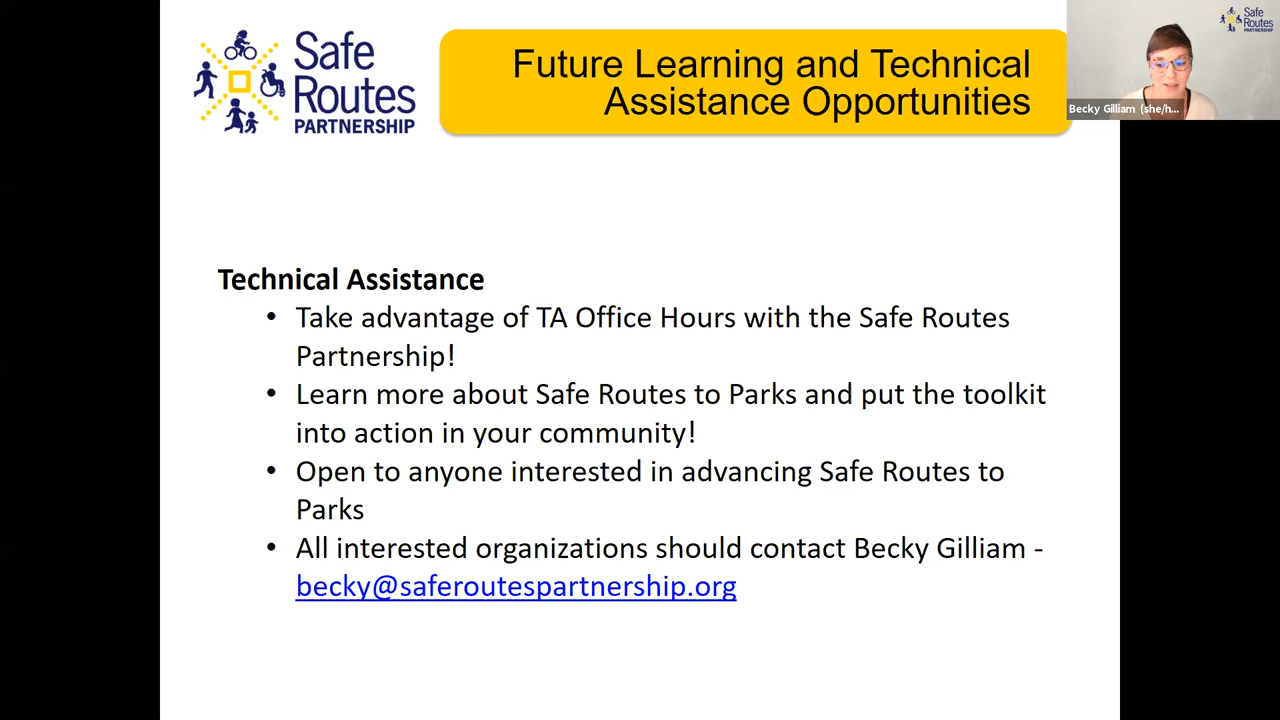 Safe
Routes
PARTNERSHIP
Future Learning and Technical
Assistance Opportunities
Safe
Routes
PARTNERSHIP
Becky Gilliam (she/h...
Technical Assistance
• Take advantage of TA Office Hours with the Safe Routes
Partnership!
• Learn more about Safe Routes to Parks and put the toolkit
into action in your community!
• Open to anyone interested in advancing Safe Routes to
Parks
• All interested organizations should contact Becky Gilliam -
becky@saferoutespartnership.org